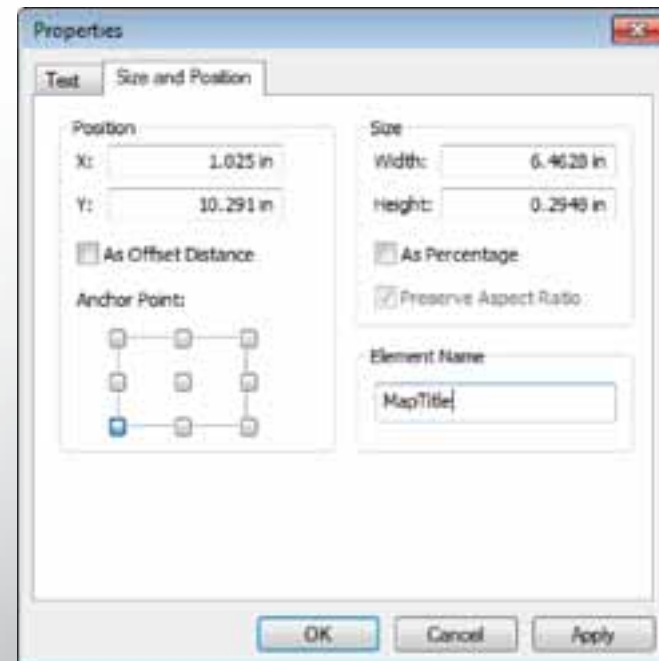 Properties
Text
Size and Position
Position
X: 1.025 in
Y: 10.291 in
As Offset Distance
Anchor Point:
Size
Width: 6.4628 in
Height: 0.2948 in
As Percentage
Preserve Aspect Ratio
Element Name
MapTitle
OK
Cancel
Apply